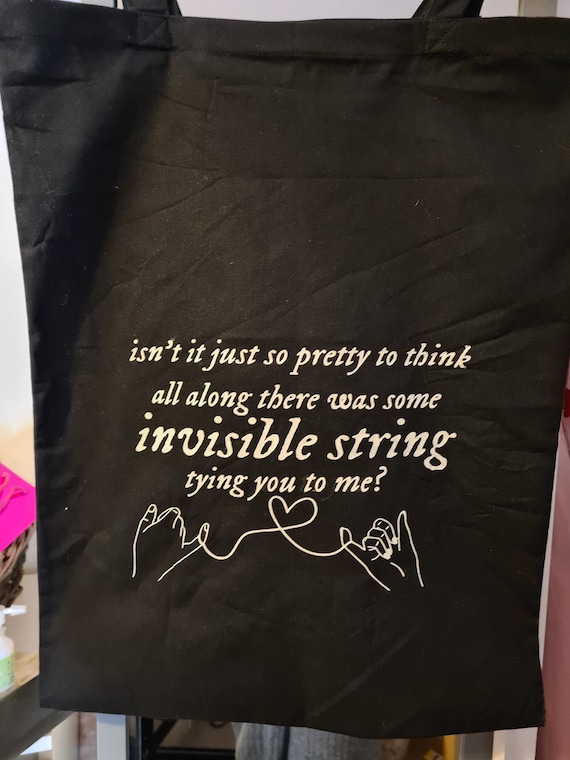 isn't it just so pretty to think
all along there was some
invisible string
tying you to me?